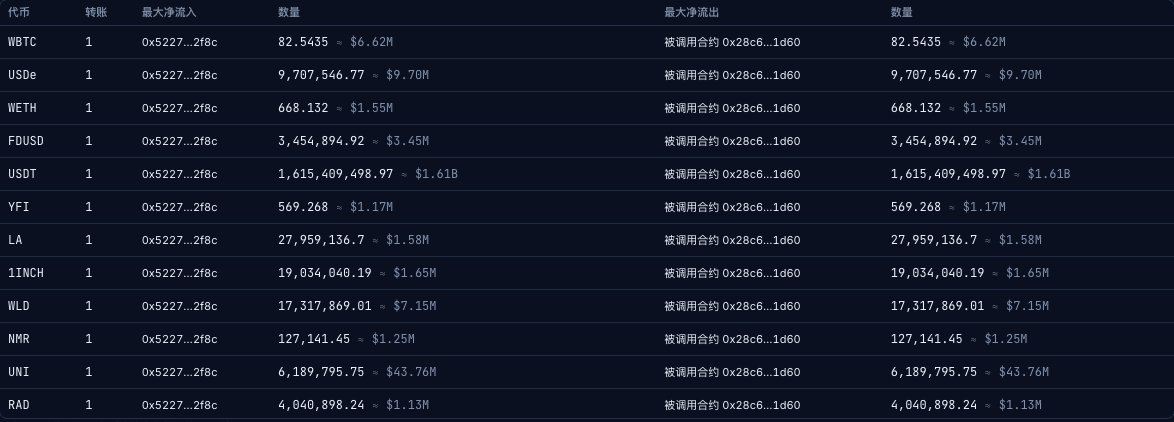 代币 转账 最大净流入 数量 最大净流出 数量
WBTC 1 0x5227...2f8c 82.5435 ≈ $6.62M 被调用合约 0x28c6...1d60 82.5435 ≈ $6.62M
USDe 1 0x5227...2f8c 9,707,546.77 ≈ $9.70M 被调用合约 0x28c6...1d60 9,707,546.77 ≈ $9.70M
WETH 1 0x5227...2f8c 668.132 ≈ $1.55M 被调用合约 0x28c6...1d60 668.132 ≈ $1.55M
FDUSD 1 0x5227...2f8c 3,454,894.92 ≈ $3.45M 被调用合约 0x28c6...1d60 3,454,894.92 ≈ $3.45M
USDT 1 0x5227...2f8c 1,615,409,498.97 ≈ $1.61B 被调用合约 0x28c6...1d60 1,615,409,498.97 ≈ $1.61B
YFI 1 0x5227...2f8c 569.268 ≈ $1.17M 被调用合约 0x28c6...1d60 569.268 ≈ $1.17M
LA 1 0x5227...2f8c 27,959,136.7 ≈ $1.58M 被调用合约 0x28c6...1d60 27,959,136.7 ≈ $1.58M
1INCH 1 0x5227...2f8c 19,034,040.19 ≈ $1.65M 被调用合约 0x28c6...1d60 19,034,040.19 ≈ $1.65M
WLD 1 0x5227...2f8c 17,317,869.01 ≈ $7.15M 被调用合约 0x28c6...1d60 17,317,869.01 ≈ $7.15M
NMR 1 0x5227...2f8c 127,141.45 ≈ $1.25M 被调用合约 0x28c6...1d60 127,141.45 ≈ $1.25M
UNI 1 0x5227...2f8c 6,189,795.75 ≈ $43.76M 被调用合约 0x28c6...1d60 6,189,795.75 ≈ $43.76M
RAD 1 0x5227...2f8c 4,040,898.24 ≈ $1.13M 被调用合约 0x28c6...1d60 4,040,898.24 ≈ $1.13M